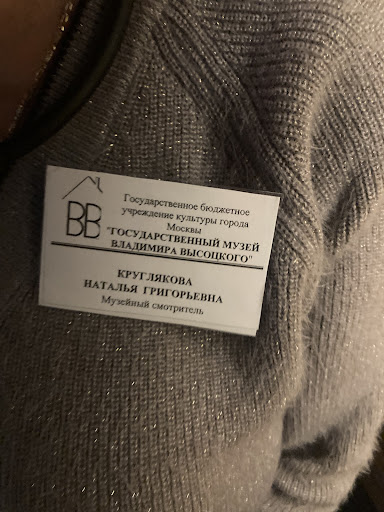 ВВ
Государственное бюджетное
учреждение культуры города
Москвы
"ГОСУДАРСТВЕННЫЙ МУЗЕЙ
ВЛАДИМИРА ВЫСОЦКОГО"
КРУГЛЯКОВА
НАТАЛЬЯ ГРИГОРЬЕВНА
Музейный смотритель